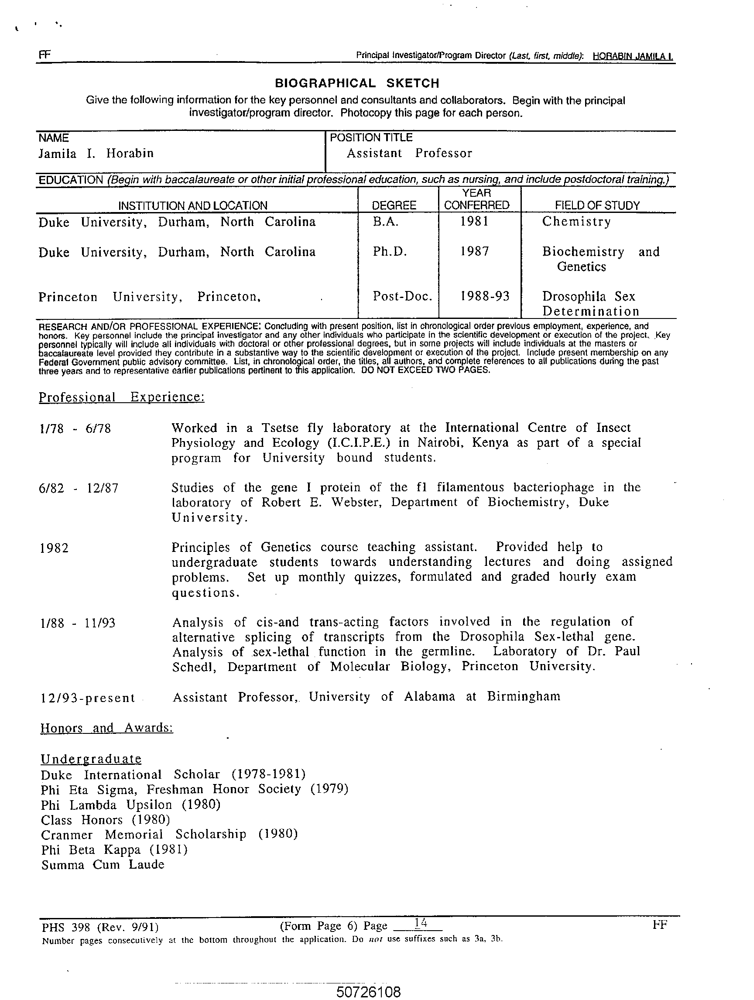 FF Principal Investigator/Program Director (Last, first, middle): HORABIN JAMILA I.
BIOGRAPHICAL SKETCH
Give the following information for the key personnel and consultants and collaborators. Begin with the principal
investigator/program director. Photocopy this page for each person.
NAME POSITION TITLE
Jamila I. Horabin Assistant Professor
EDUCATION (Begin with baccalaureate or other initial professional education, such as nursing, and include postdoctoral training.)
INSTITUTION AND LOCATION DEGREE YEAR CONFERRED FIELD OF STUDY
Duke University, Durham, North Carolina B.A. 1981 Chemistry
Duke University, Durham, North Carolina Ph.D. 1987 Biochemistry and
Genetics
Princeton University, Princeton, Post-Doc. 1988-93 Drosophila Sex
Determination
RESEARCH AND/OR PROFESSIONAL EXPERIENCE: Concluding with present position, list in chronological order previous employment, experience, and
honors. Key personnel include the principal investigator and any other individuals who participate in the scientific development or execution of the project. Key
personnel typically will include all individuals with doctoral or other professional degrees, but in some projects will include individuals at the masters or
baccalaureate level provided they contribute in a substantive way to the scientific development or execution of the project. Include present membership on any
Federal Government public advisory committee. List, in chronological order, the titles, all authors, and complete references to all publications during the past
three years and to representative earlier publications pertinent to this application. DO NOT EXCEED TWO PAGES.
Professional Experience:
1/78 - 6/78 Worked in a Tsetse fly laboratory at the International Centre of Insect
Physiology and Ecology (I.C.I.P.E.) in Nairobi, Kenya as part of a special
program for University bound students.
6/82 - 12/87 Studies of the gene I protein of the f1 filamentous bacteriophage in the
laboratory of Robert E. Webster, Department of Biochemistry, Duke
University.
1982 Principles of Genetics course teaching assistant. Provided help to
undergraduate students towards understanding lectures and doing assigned
problems. Set up monthly quizzes, formulated and graded hourly exam
questions.
1/88 - 11/93 Analysis of cis-and trans-acting factors involved in the regulation of
alternative splicing of transcripts from the Drosophila Sex-lethal gene.
Analysis of sex-lethal function in the germline. Laboratory of Dr. Paul
Schedl, Department of Molecular Biology, Princeton University.
12/93-present Assistant Professor, University of Alabama at Birmingham
Honors and Awards:
Undergraduate
Duke International Scholar (1978-1981)
Phi Eta Sigma, Freshman Honor Society (1979)
Phi Lambda Upsilon (1980)
Class Honors (1980)
Cranmer Memorial Scholarship (1980)
Phi Beta Kappa (1981)
Summa Cum Laude
PHS 398 (Rev. 9/91) (Form Page 6) Page 14 FF
Number pages consecutively at the bottom throughout the application. Do not use suffixes such as 3a, 3b.
50726108